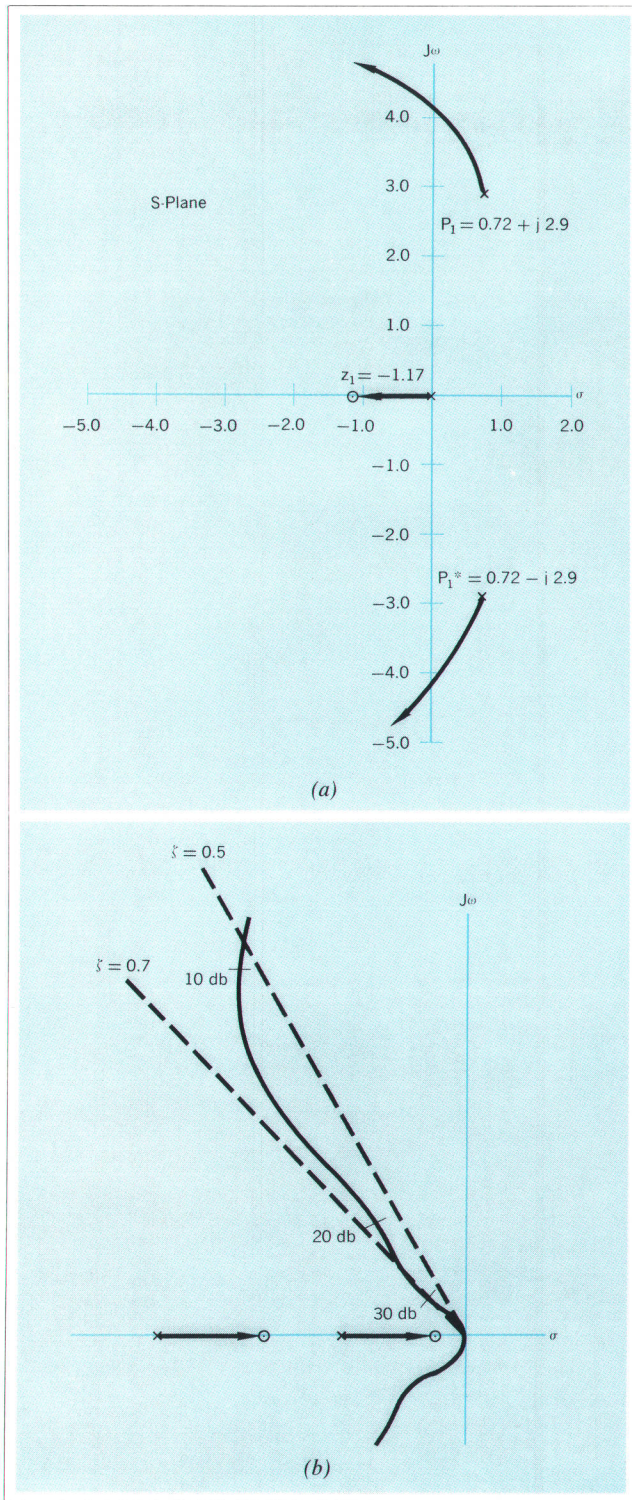 Jω
4.0
3.0
S-Plane
P₁ = 0.72 + j 2.9
2.0
1.0
z₁ = −1.17
σ
−5.0 −4.0 −3.0 −2.0 −1.0 1.0 2.0
−1.0
−2.0
P₁* = 0.72 − j 2.9
−3.0
−4.0
−5.0
(a)
ζ = 0.5
Jω
ζ = 0.7
10 db
20 db
30 db
σ
(b)